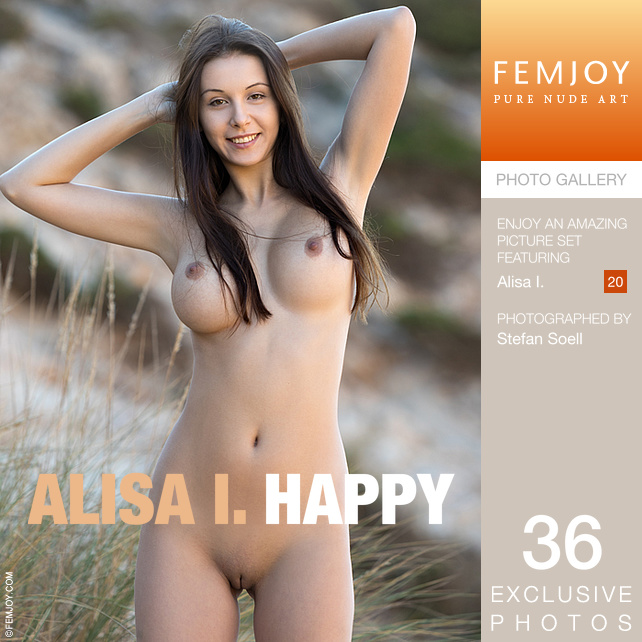 FEMJOY
PURE NUDE ART
PHOTO GALLERY
ENJOY AN AMAZING
PICTURE SET
FEATURING
Alisa I. 20
PHOTOGRAPHED BY
Stefan Soell
ALISA I. HAPPY
36
EXCLUSIVE
PHOTOS
©FEMJOY.COM